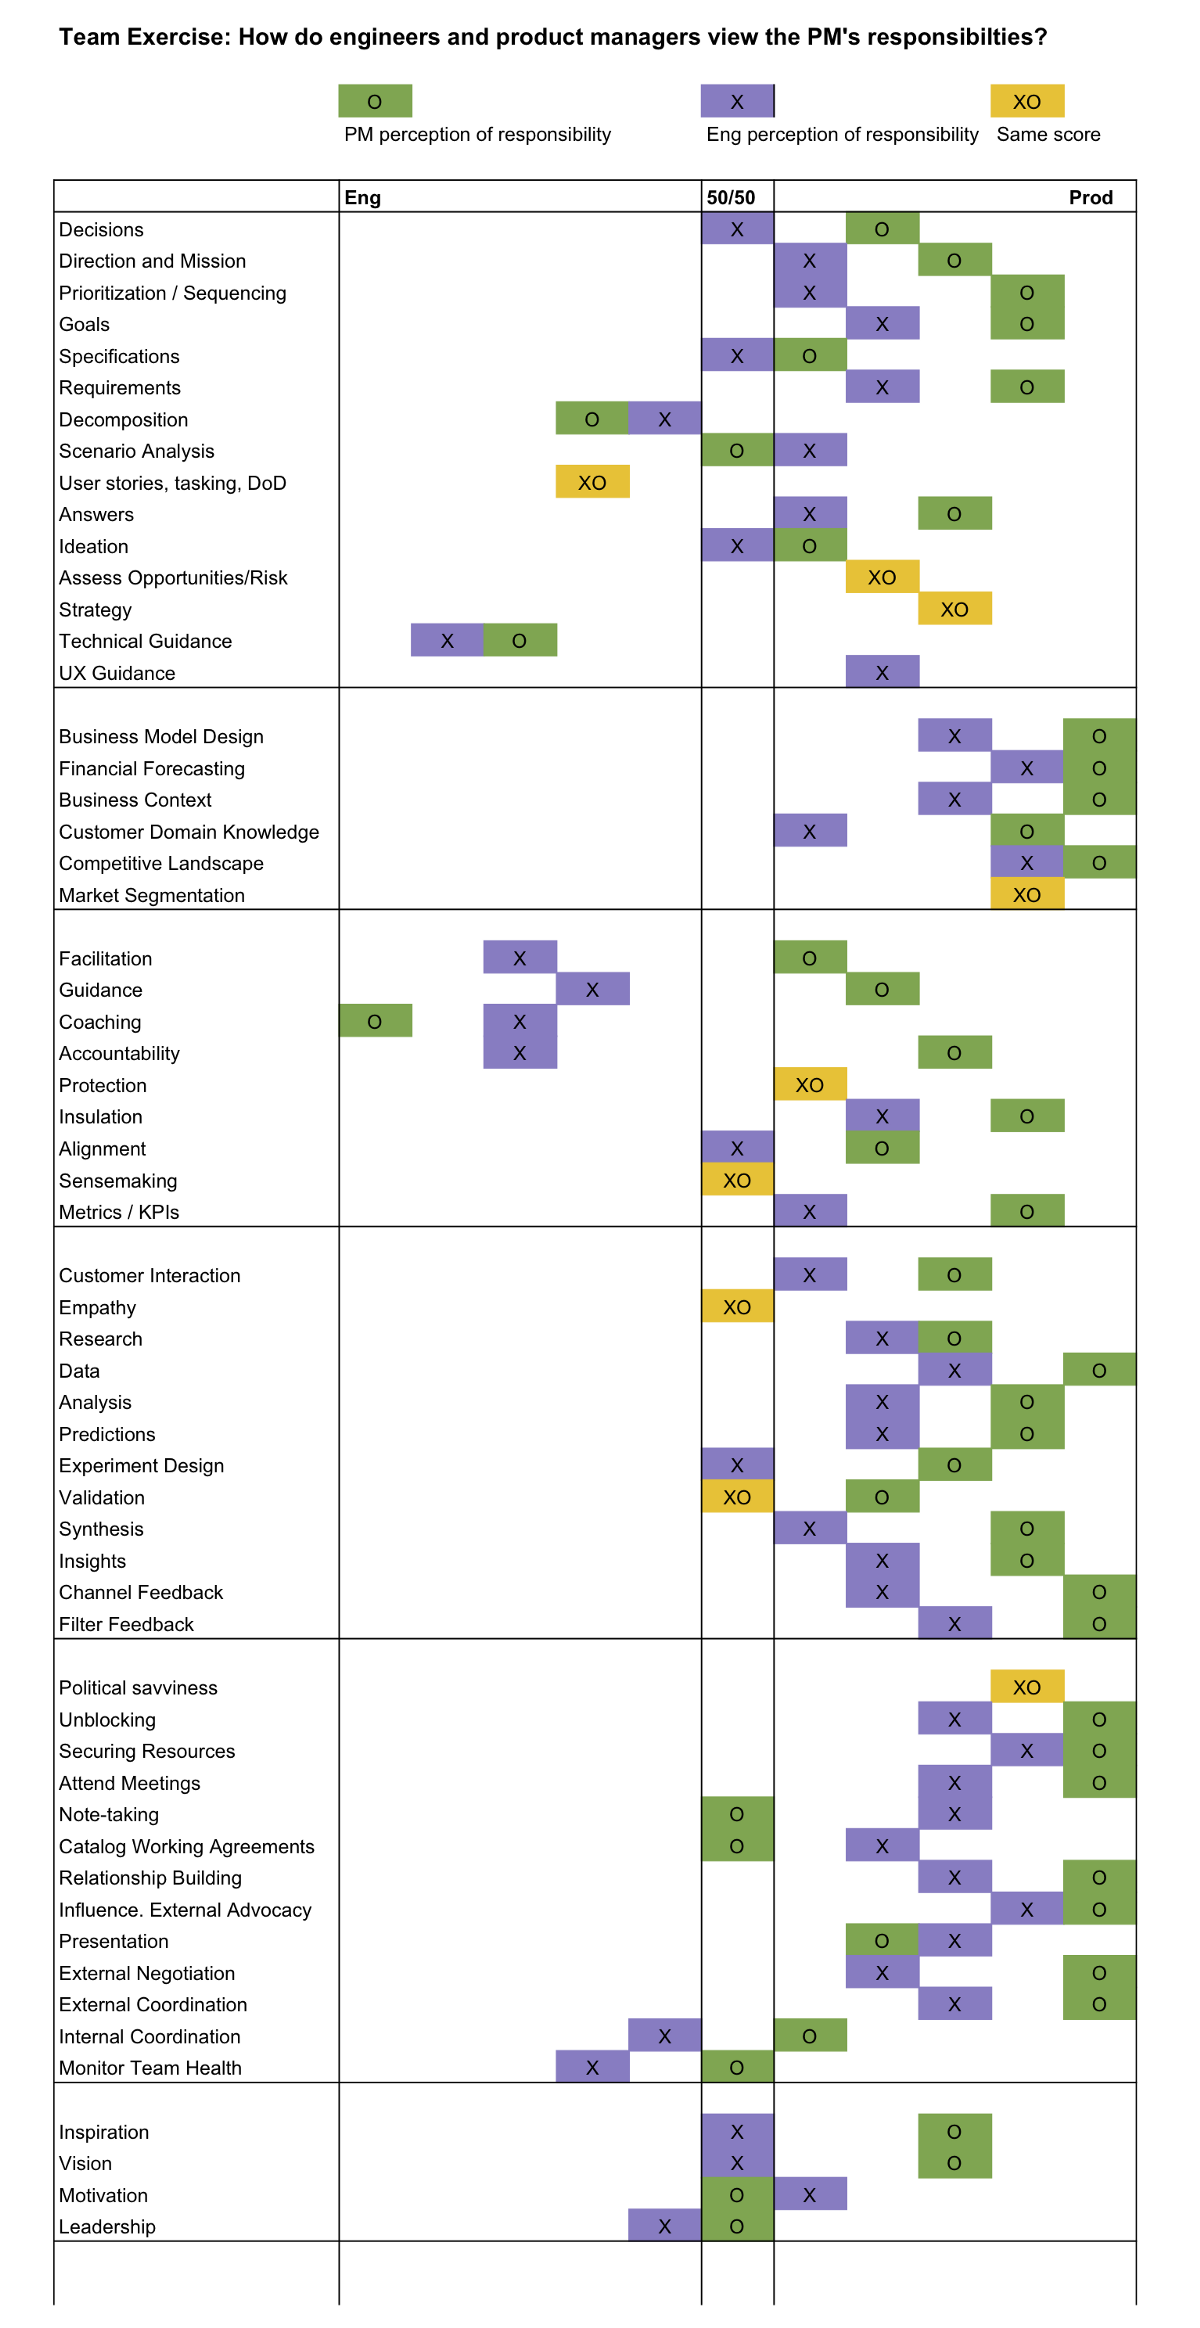 Team Exercise: How do engineers and product managers view the PM's responsibilties?
O X XO
PM perception of responsibility Eng perception of responsibility Same score
Eng 50/50 Prod
Decisions X O
Direction and Mission X O
Prioritization / Sequencing X O
Goals X O
Specifications X O
Requirements X O
Decomposition O X
Scenario Analysis O X
User stories, tasking, DoD XO
Answers X O
Ideation X O
Assess Opportunities/Risk XO
Strategy XO
Technical Guidance X O
UX Guidance X
Business Model Design X O
Financial Forecasting X O
Business Context X O
Customer Domain Knowledge X O
Competitive Landscape X O
Market Segmentation XO
Facilitation X O
Guidance X O
Coaching O X
Accountability X O
Protection XO
Insulation X O
Alignment X O
Sensemaking XO
Metrics / KPIs X O
Customer Interaction X O
Empathy XO
Research X O
Data X O
Analysis X O
Predictions X O
Experiment Design X O
Validation XO O
Synthesis X O
Insights X O
Channel Feedback X O
Filter Feedback X O
Political savviness XO
Unblocking X O
Securing Resources X O
Attend Meetings X O
Note-taking O X
Catalog Working Agreements O X
Relationship Building X O
Influence. External Advocacy X O
Presentation O X
External Negotiation X O
External Coordination X O
Internal Coordination X O
Monitor Team Health X O
Inspiration X O
Vision X O
Motivation O X
Leadership X O